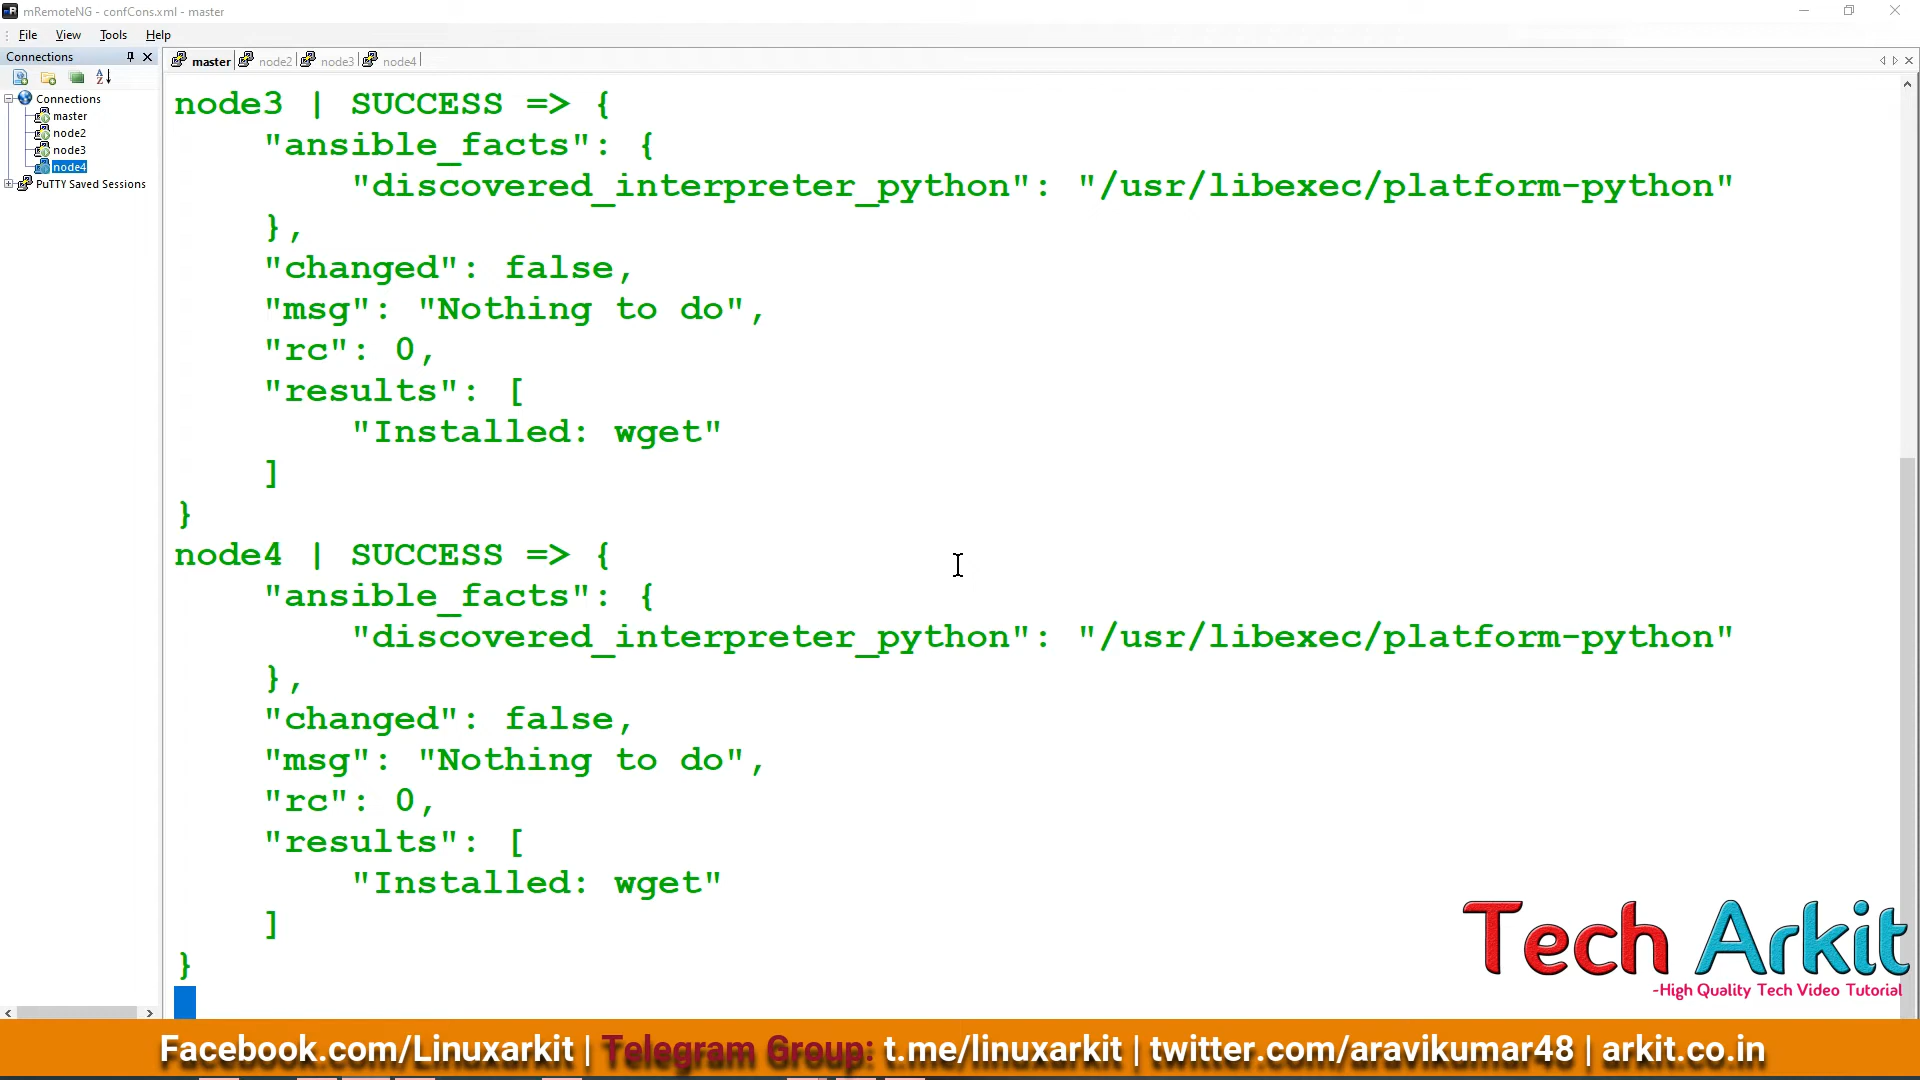 mRemoteNG - confCons.xml - master
File View Tools Help
Connections
master node2 node3 node4
Connections
master
node2
node3
node4
PuTTY Saved Sessions
node3 | SUCCESS => {
    "ansible_facts": {
        "discovered_interpreter_python": "/usr/libexec/platform-python"
    },
    "changed": false,
    "msg": "Nothing to do",
    "rc": 0,
    "results": [
        "Installed: wget"
    ]
}
node4 | SUCCESS => {
    "ansible_facts": {
        "discovered_interpreter_python": "/usr/libexec/platform-python"
    },
    "changed": false,
    "msg": "Nothing to do",
    "rc": 0,
    "results": [
        "Installed: wget"
    ]
}
Tech Arkit
-High Quality Tech Video Tutorial
Facebook.com/Linuxarkit | Telegram Group: t.me/linuxarkit | twitter.com/aravikumar48 | arkit.co.in